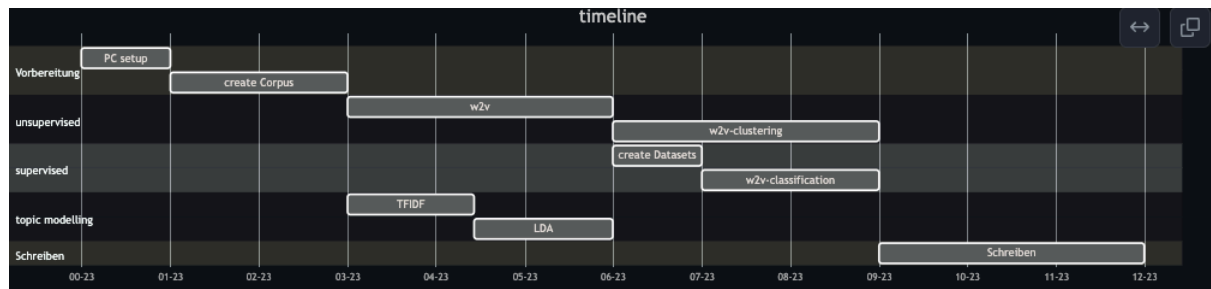 timeline
PC setup
Vorbereitung
create Corpus
w2v
unsupervised
w2v-clustering
create Datasets
supervised
w2v-classification
TFIDF
topic modelling
LDA
Schreiben
Schreiben
00-23 01-23 02-23 03-23 04-23 05-23 06-23 07-23 08-23 09-23 10-23 11-23 12-23